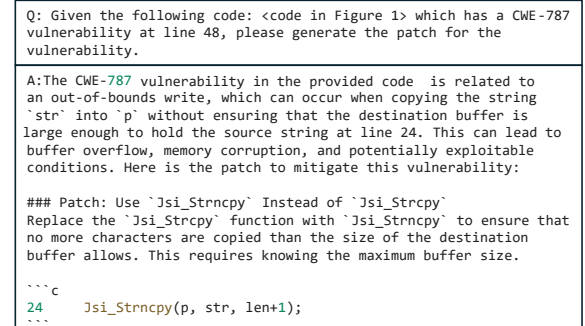 Q: Given the following code: <code in Figure 1> which has a CWE-787
vulnerability at line 48, please generate the patch for the
vulnerability.
A:The CWE-787 vulnerability in the provided code is related to
an out-of-bounds write, which can occur when copying the string
`str` into `p` without ensuring that the destination buffer is
large enough to hold the source string at line 24. This can lead to
buffer overflow, memory corruption, and potentially exploitable
conditions. Here is the patch to mitigate this vulnerability:
### Patch: Use `Jsi_Strncpy` Instead of `Jsi_Strcpy`
Replace the `Jsi_Strcpy` function with `Jsi_Strncpy` to ensure that
no more characters are copied than the size of the destination
buffer allows. This requires knowing the maximum buffer size.
```c
24 Jsi_Strncpy(p, str, len+1);
```